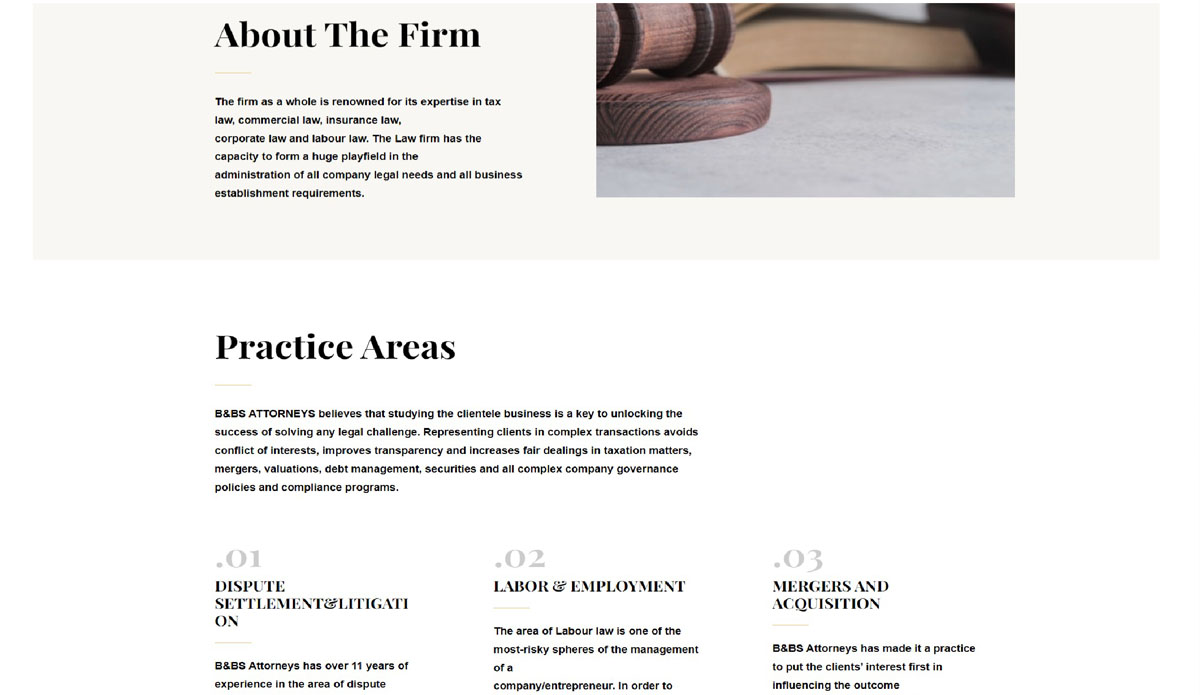 About The Firm
The firm as a whole is renowned for its expertise in tax
law, commercial law, insurance law,
corporate law and labour law. The Law firm has the
capacity to form a huge playfield in the
administration of all company legal needs and all business
establishment requirements.
Practice Areas
B&BS ATTORNEYS believes that studying the clientele business is a key to unlocking the
success of solving any legal challenge. Representing clients in complex transactions avoids
conflict of interests, improves transparency and increases fair dealings in taxation matters,
mergers, valuations, debt management, securities and all complex company governance
policies and compliance programs.
.01
DISPUTE
SETTLEMENT&LITIGATI
ON
B&BS Attorneys has over 11 years of
experience in the area of dispute
.02
LABOR & EMPLOYMENT
The area of Labour law is one of the
most-risky spheres of the management
of a
company/entrepreneur. In order to
.03
MERGERS AND
ACQUISITION
B&BS Attorneys has made it a practice
to put the clients' interest first in
influencing the outcome